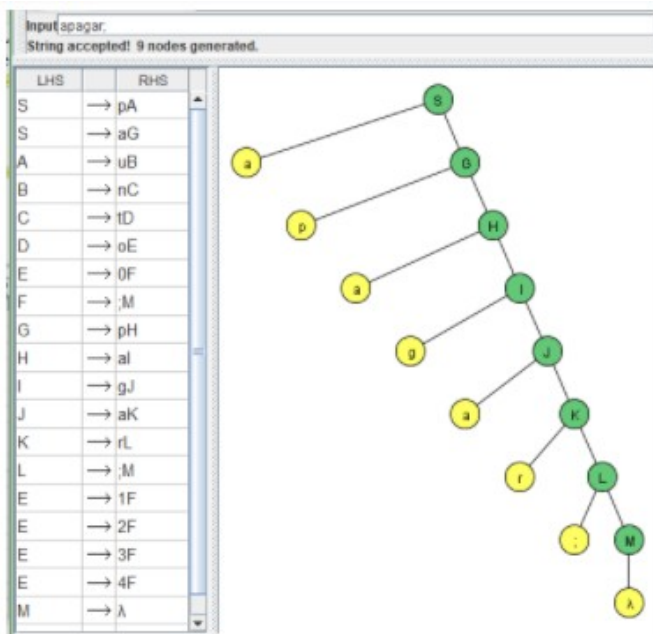 Input apagar;
String accepted! 9 nodes generated.
LHS RHS
S → pA
S → aG
A → uB
B → nC
C → tD
D → oE
E → 0F
F → ;M
G → pH
H → aI
I → gJ
J → aK
K → rL
L → ;M
E → 1F
E → 2F
E → 3F
E → 4F
M → λ
S
a G
p H
a I
g J
a K
r L
; M
λ